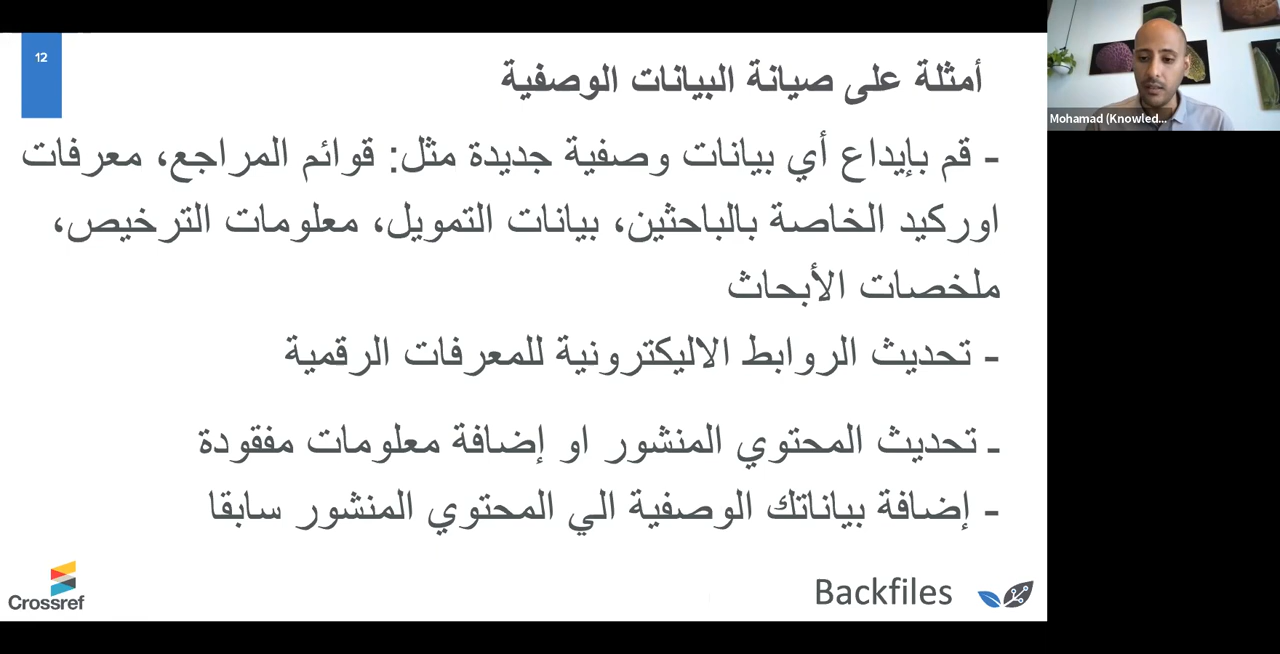 12
أمثلة على صيانة البيانات الوصفية
- قم بإيداع أي بيانات وصفية جديدة مثل: قوائم المراجع، معرفات
اوركيد الخاصة بالباحثين، بيانات التمويل، معلومات الترخيص،
ملخصات الأبحاث
- تحديث الروابط الاليكترونية للمعرفات الرقمية
- تحديث المحتوي المنشور او إضافة معلومات مفقودة
- إضافة بياناتك الوصفية الي المحتوي المنشور سابقا
Backfiles
Crossref
Mohamad (Knowled...